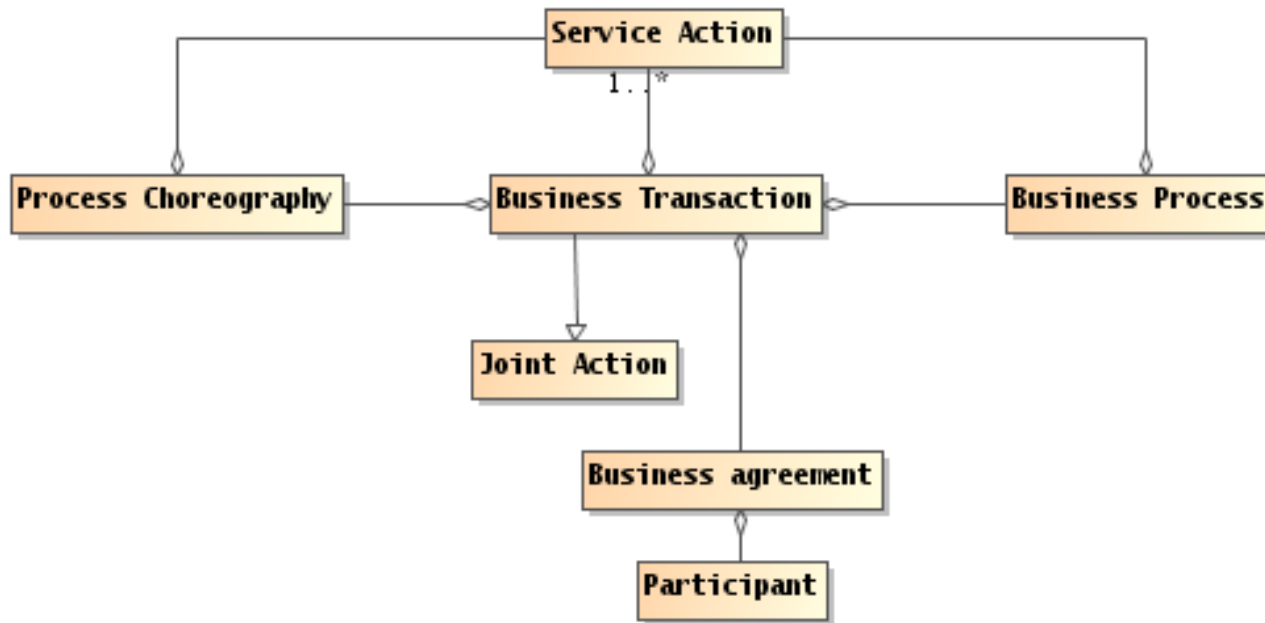 Service Action
1..*
Process Choreography
Business Transaction
Business Process
Joint Action
Business agreement
Participant